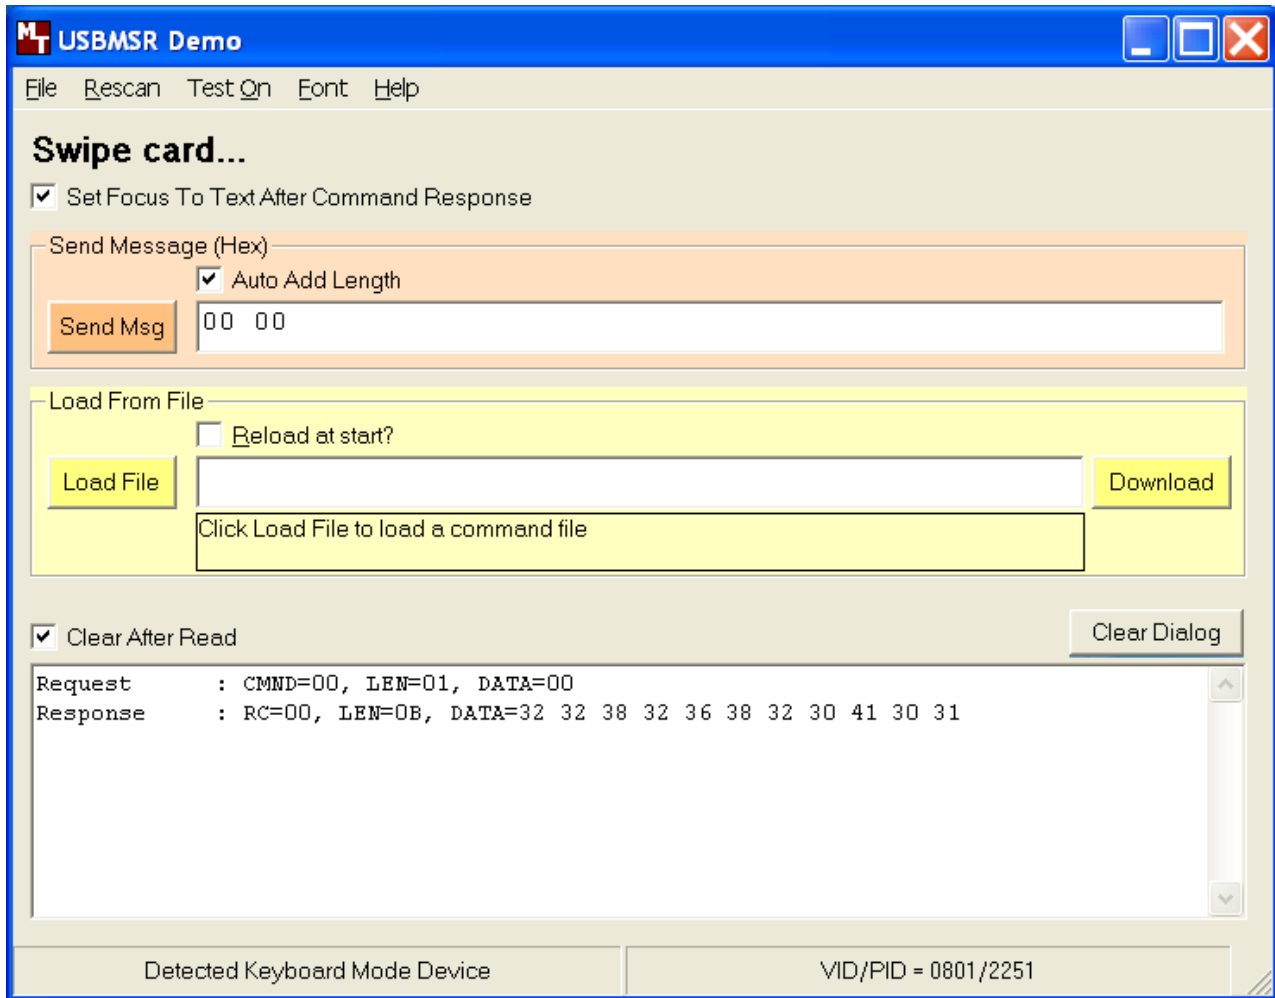 MT USBMSR Demo
File Rescan Test On Font Help
Swipe card...
Set Focus To Text After Command Response
Send Message (Hex)
Auto Add Length
Send Msg 00 00
Load From File
Reload at start?
Load File Download
Click Load File to load a command file
Clear After Read Clear Dialog
Request : CMND=00, LEN=01, DATA=00
Response : RC=00, LEN=0B, DATA=32 32 38 32 36 38 32 30 41 30 31
Detected Keyboard Mode Device VID/PID = 0801/2251